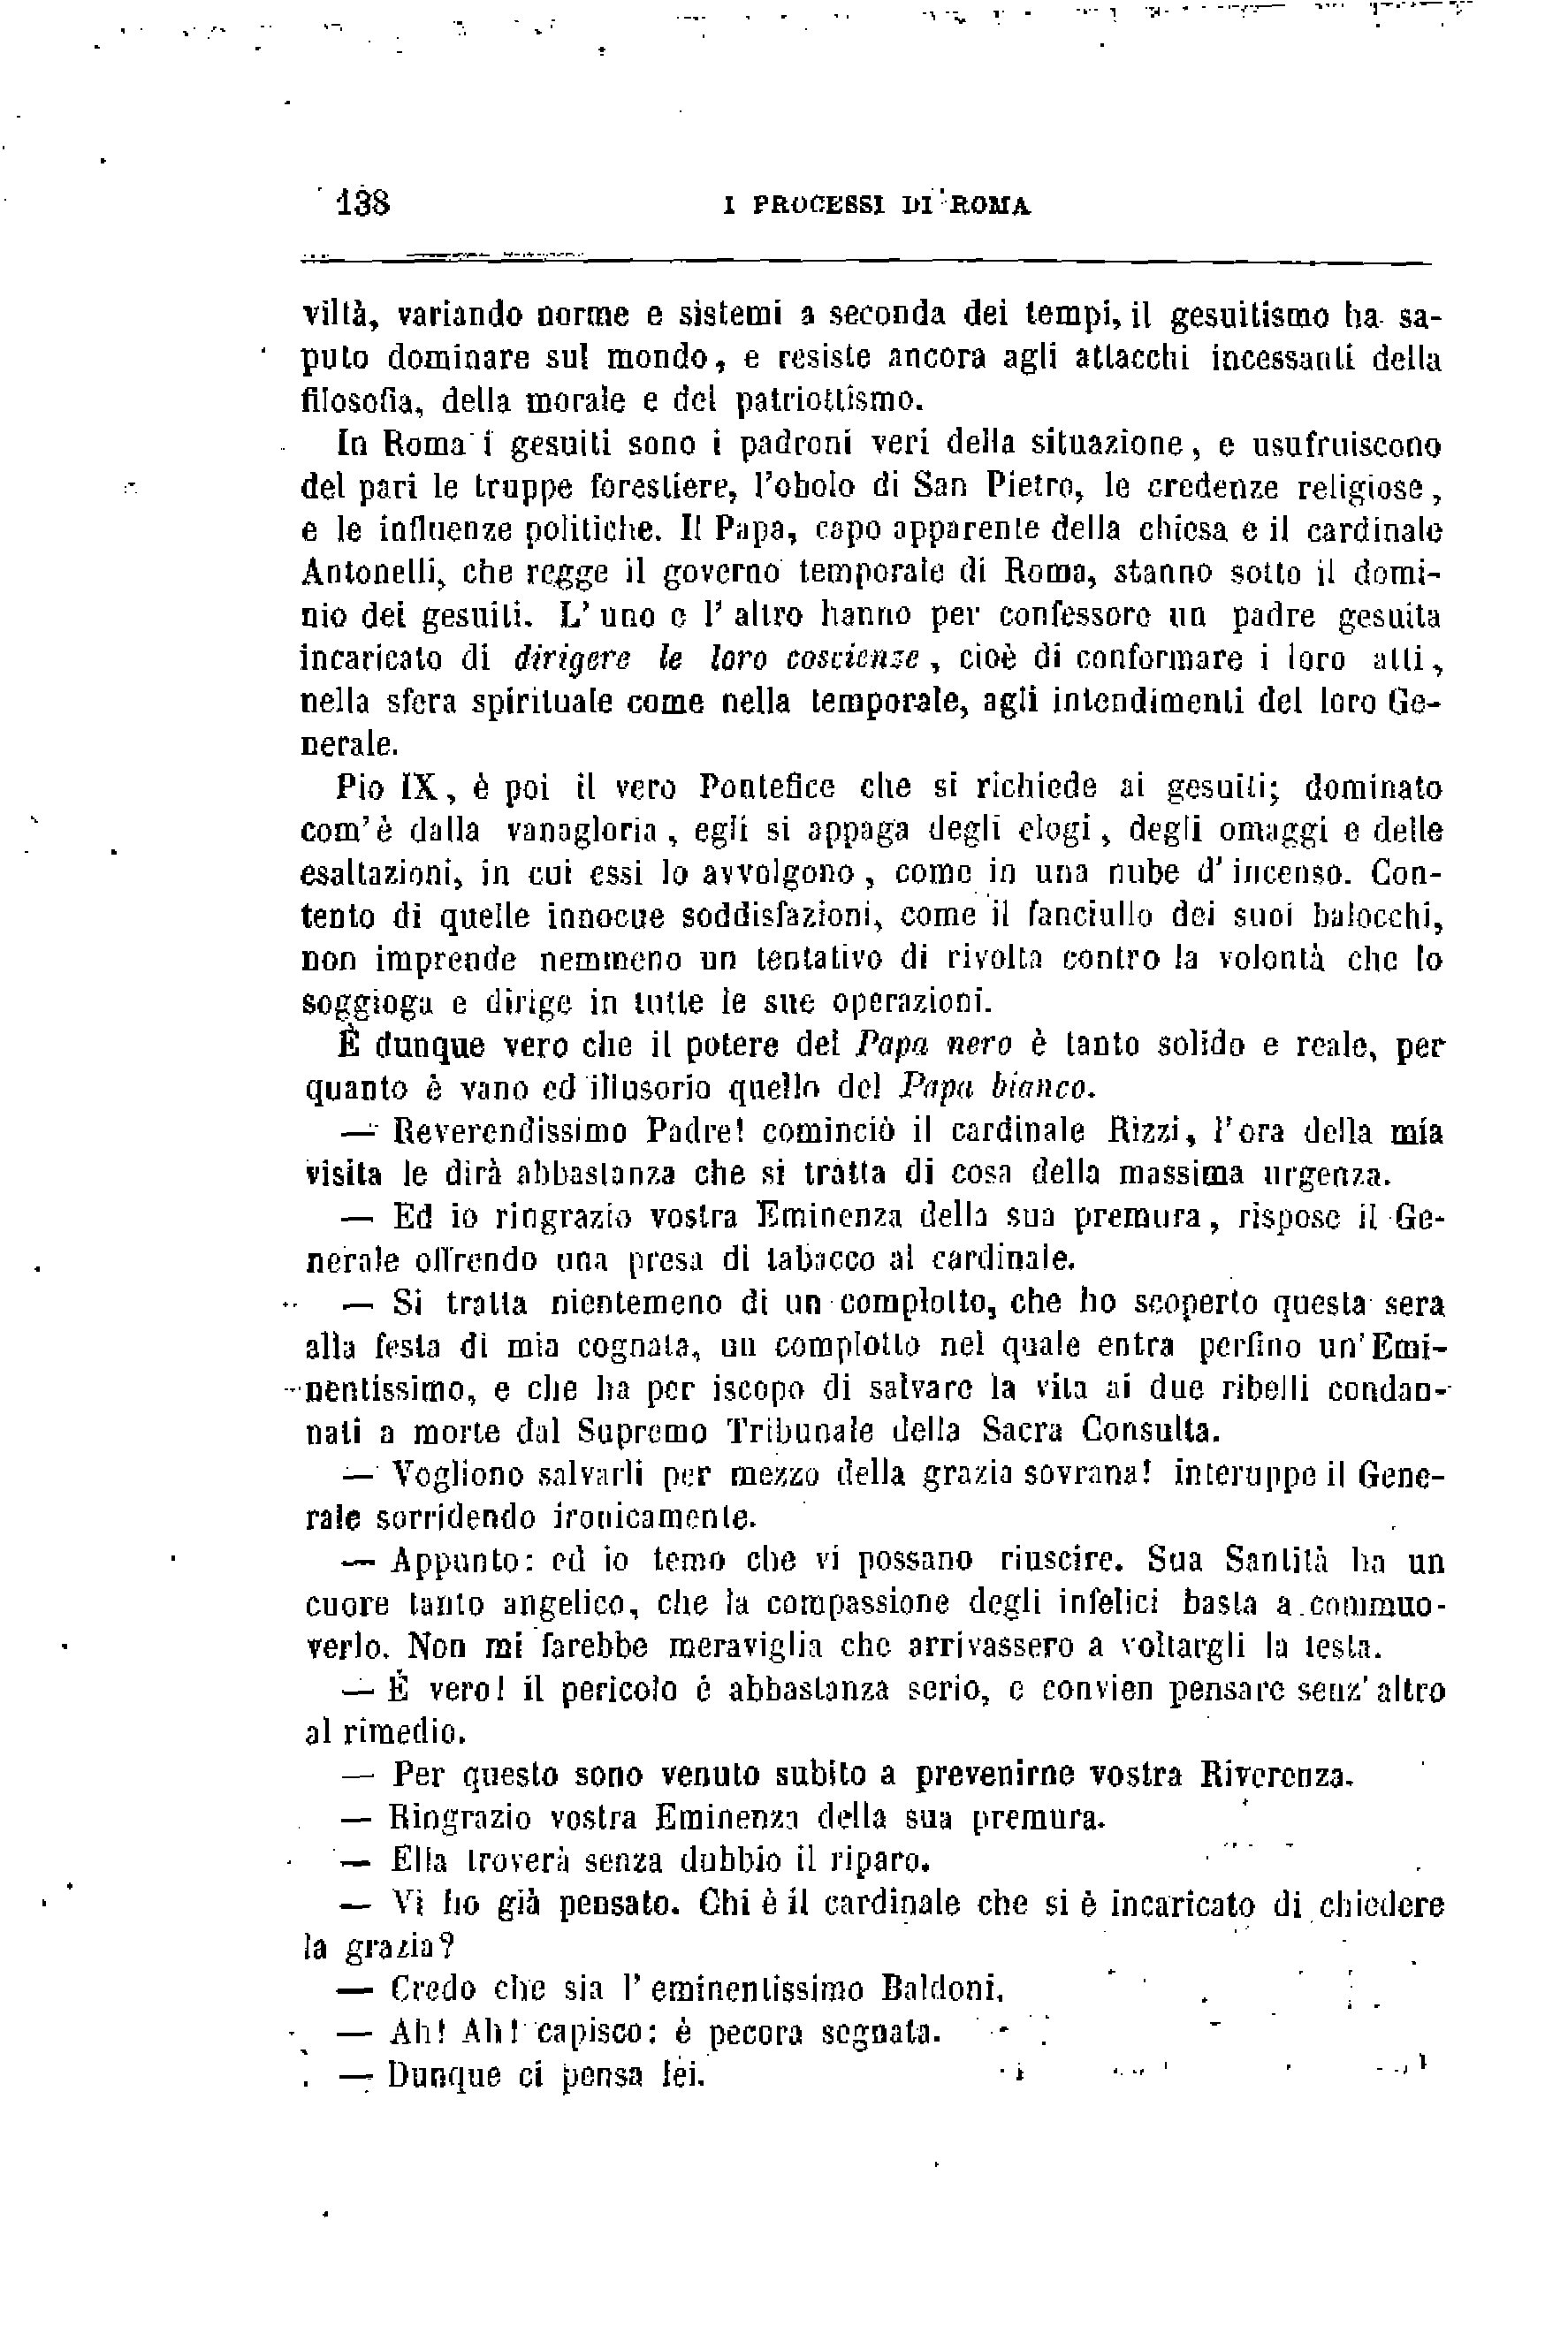 138 I PROCESSI DI ROMA
viltà, variando norme e sistemi a seconda dei tempi, il gesuitismo ha sa-
puto dominare sul mondo, e resiste ancora agli attacchi incessanti della
filosofia, della morale e del patriottismo.
In Roma i gesuiti sono i padroni veri della situazione, e usufruiscono
del pari le truppe forestiere, l'obolo di San Pietro, le credenze religiose,
e le influenze politiche. Il Papa, capo apparente della chiesa e il cardinale
Antonelli, che regge il governo temporale di Roma, stanno sotto il domi-
nio dei gesuiti. L' uno e l' altro hanno per confessore un padre gesuita
incaricato di dirigere le loro coscienze, cioè di conformare i loro atti,
nella sfera spirituale come nella temporale, agli intendimenti del loro Ge-
nerale.
Pio IX, è poi il vero Pontefice che si richiede ai gesuiti; dominato
com'è dalla vanagloria, egli si appaga degli elogi, degli omaggi e delle
esaltazioni, in cui essi lo avvolgono, come in una nube d' incenso. Con-
tento di quelle innocue soddisfazioni, come il fanciullo dei suoi balocchi,
non imprende nemmeno un tentativo di rivolta contro la volontà che lo
soggioga e dirige in tutte le sue operazioni.
È dunque vero che il potere del Papa nero è tanto solido e reale, per
quanto è vano ed illusorio quello del Papa bianco.
— Reverendissimo Padre! cominciò il cardinale Rizzi, l'ora della mia
visita le dirà abbastanza che si tratta di cosa della massima urgenza.
— Ed io ringrazio vostra Eminenza della sua premura, rispose il Ge-
nerale offrendo una presa di tabacco al cardinale.
— Si tratta nientemeno di un complotto, che ho scoperto questa sera
alla festa di mia cognata, un complotto nel quale entra perfino un'Emi-
nentissimo, e che ha per iscopo di salvare la vita ai due ribelli condan-
nati a morte dal Supremo Tribunale della Sacra Consulta.
— Vogliono salvarli per mezzo della grazia sovrana! interuppe il Gene-
rale sorridendo ironicamente.
— Appunto: ed io temo che vi possano riuscire. Sua Santità ha un
cuore tanto angelico, che la compassione degli infelici basta a commuo-
verlo. Non mi farebbe meraviglia che arrivassero a voltargli la testa.
— É vero! il pericolo é abbastanza serio, e convien pensare senz' altro
al rimedio.
— Per questo sono venuto subito a prevenirne vostra Riverenza.
— Ringrazio vostra Eminenza della sua premura.
— Ella troverà senza dubbio il riparo.
— Vi ho già pensato. Chi è il cardinale che si è incaricato di chiedere
la grazia?
— Credo che sia l' eminentissimo Baldoni.
— Ah! Ah! capisco: è pecora segnata.
— Dunque ci pensa lei.